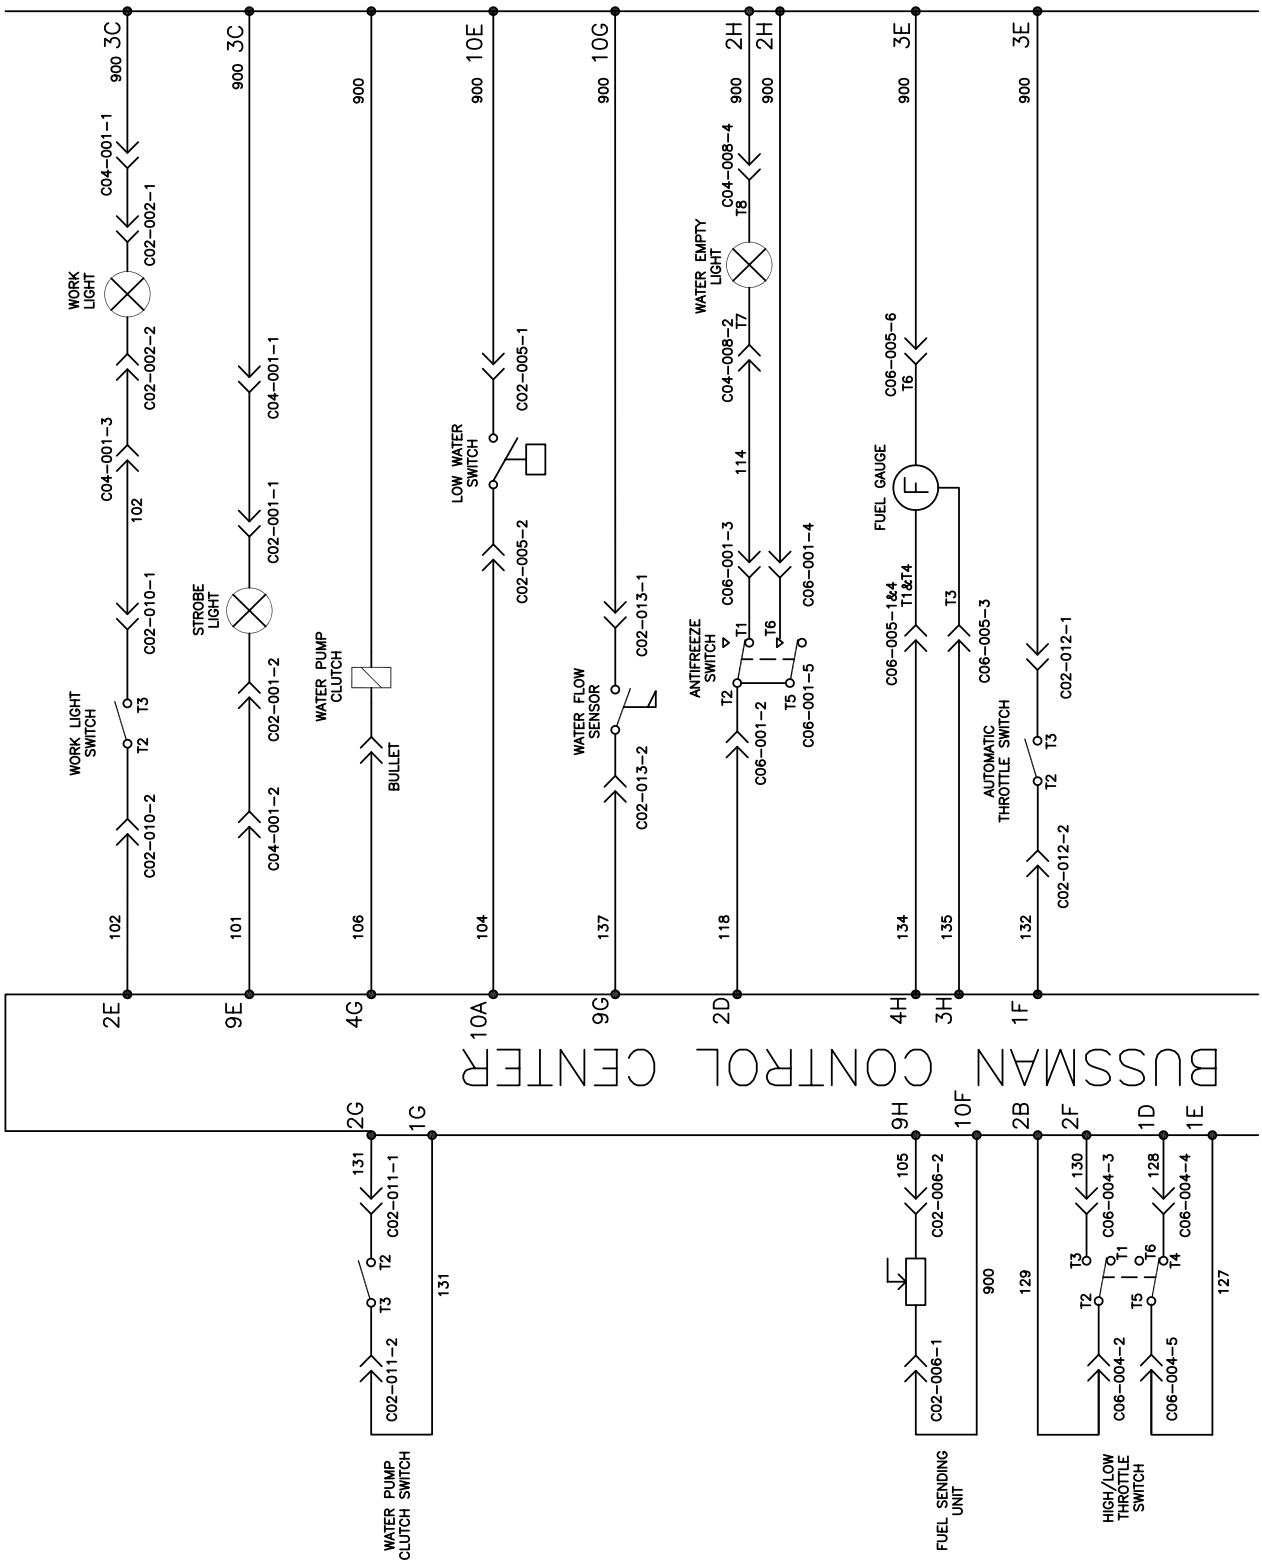 3C
900
C04-001-1
C02-002-1
WORK
LIGHT
C02-002-2
C04-001-3
102
C02-010-1
WORK LIGHT
SWITCH
T3
T2
C02-010-2
102
2E
3C
900
C04-001-1
C02-001-1
STROBE
LIGHT
C02-001-2
C04-001-2
101
9E
900
WATER PUMP
CLUTCH
BULLET
106
4G
10E
900
C02-005-1
LOW WATER
SWITCH
C02-005-2
104
10A
10G
900
C02-013-1
WATER FLOW
SENSOR
C02-013-2
137
9G
2H
2H
900
900
C04-008-4
T8
WATER EMPTY
LIGHT
T7
C04-008-2
114
C06-001-3
C06-001-4
ANTIFREEZE
SWITCH
T1
T6
T2
T5
C06-001-5
C06-001-2
118
2D
3E
900
C06-005-6
T6
FUEL GAUGE
F
C06-005-1&4
T1&T4
T3
C06-005-3
134
135
4H
3H
3E
900
C02-012-1
AUTOMATIC
THROTTLE SWITCH
T3
T2
C02-012-2
132
1F
BUSSMAN CONTROL CENTER
2G
1G
131
C02-011-1
T2
T3
131
C02-011-2
WATER PUMP
CLUTCH SWITCH
9H
10F
105
C02-006-2
900
C02-006-1
FUEL SENDING
UNIT
2B
2F
1D
1E
130
128
C06-004-3
C06-004-4
T3
T1
T6
T4
129
T2
T5
127
C06-004-2
C06-004-5
HIGH/LOW
THROTTLE
SWITCH